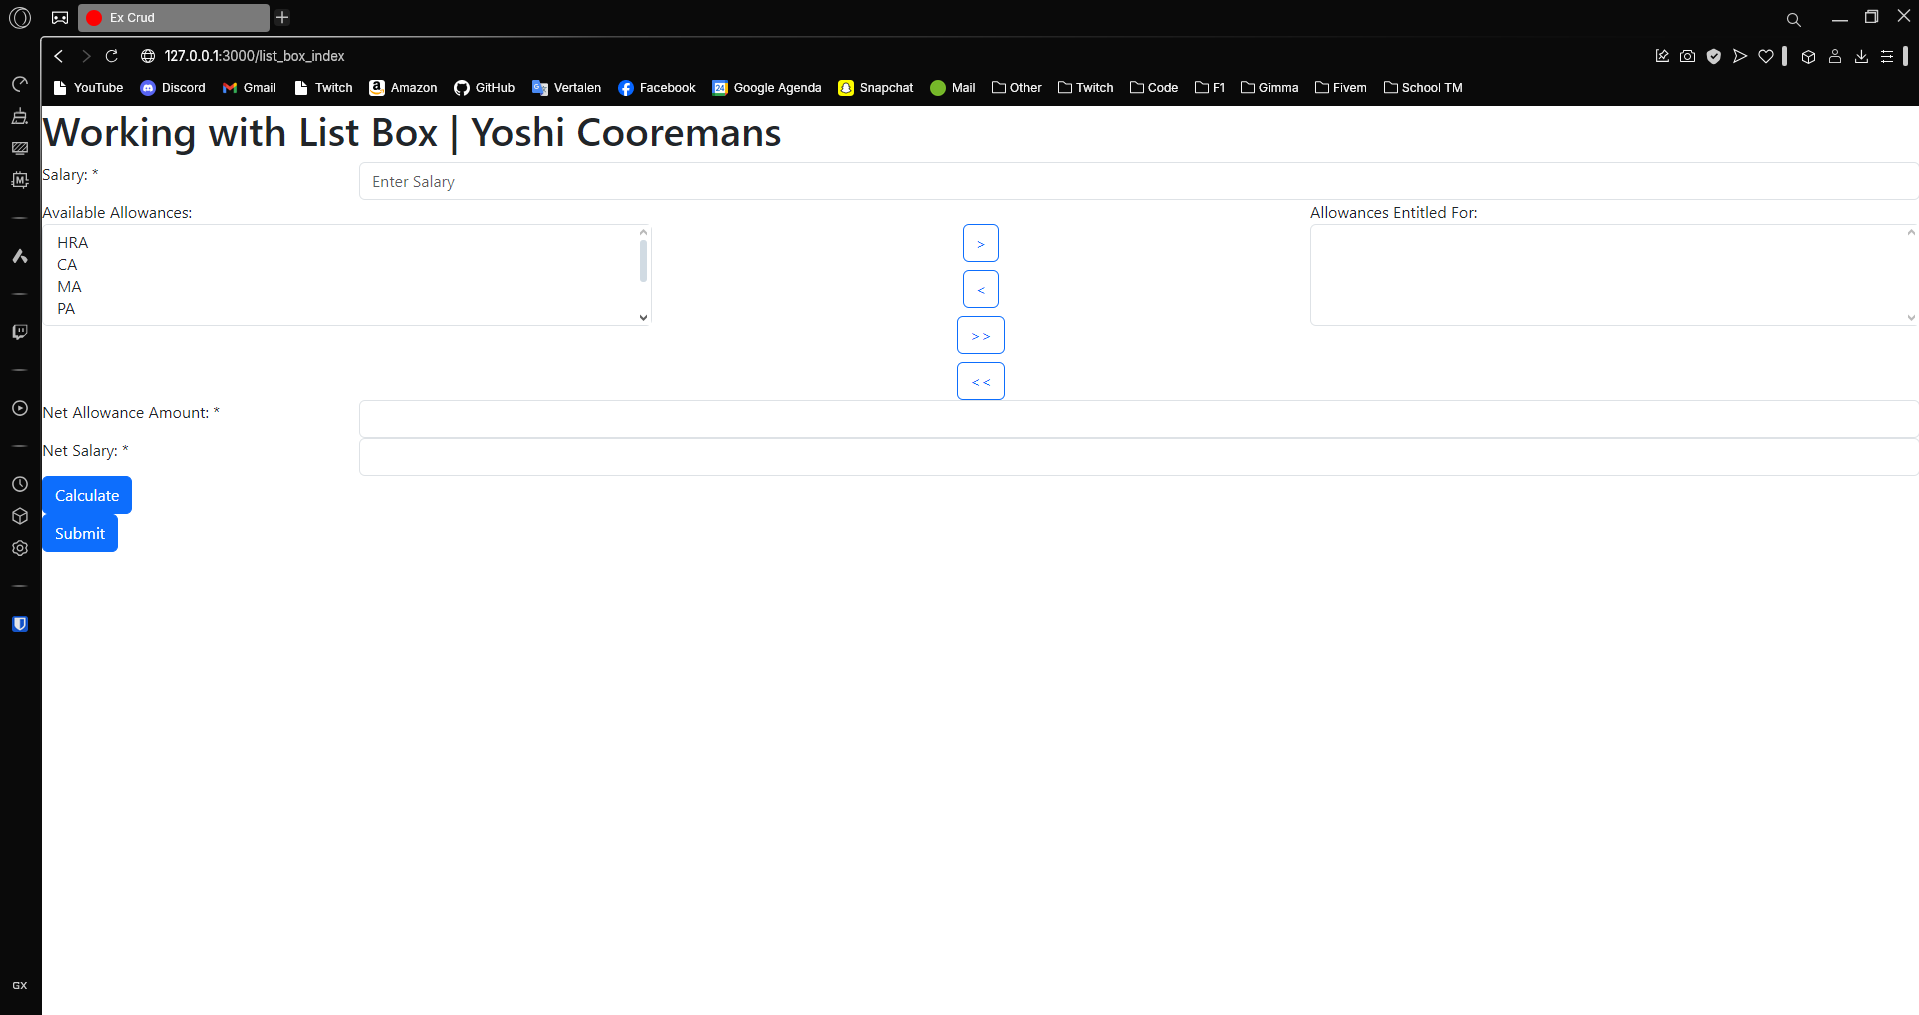 Ex Crud
127.0.0.1:3000/list_box_index
YouTube Discord Gmail Twitch Amazon GitHub Vertalen Facebook Google Agenda Snapchat Mail Other Twitch Code F1 Gimma Fivem School TM
Working with List Box | Yoshi Cooremans
Salary: * Enter Salary
Available Allowances: Allowances Entitled For:
HRA
CA
MA
PA
>
<
>>
<<
Net Allowance Amount: *
Net Salary: *
Calculate
Submit
GX